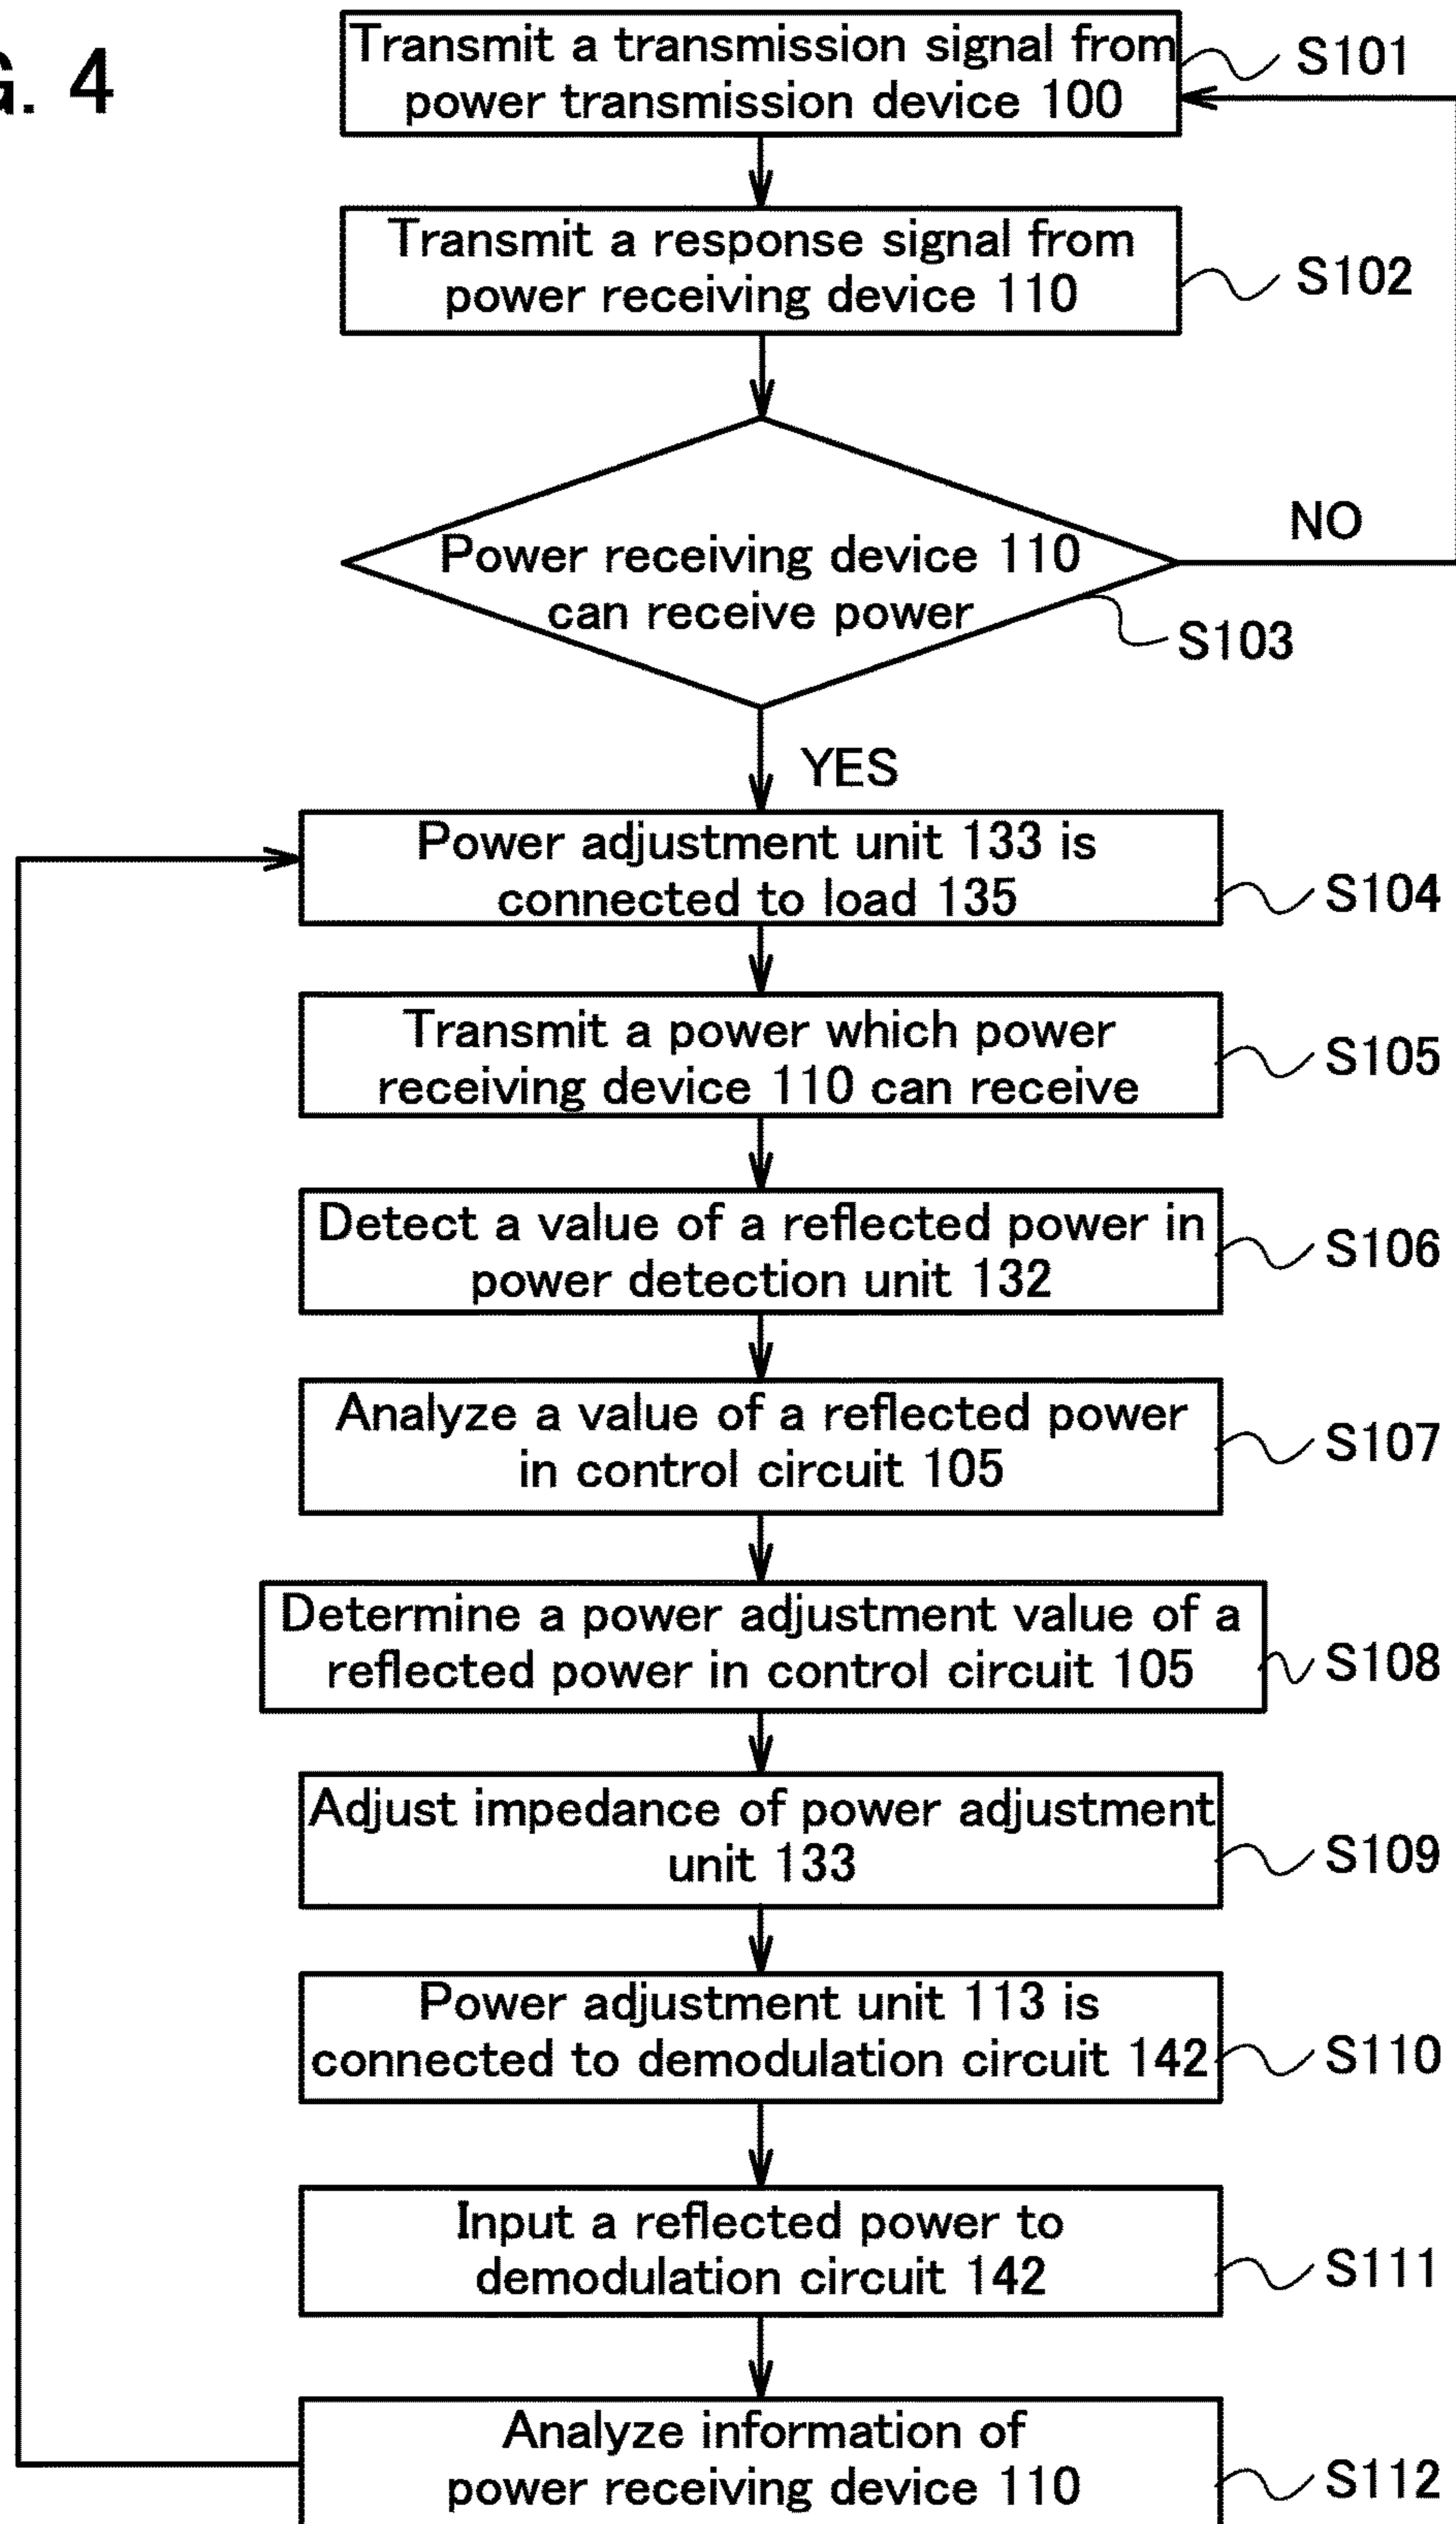 G. 4
Transmit a transmission signal from
power transmission device 100
S101
Transmit a response signal from
power receiving device 110
S102
Power receiving device 110
can receive power
NO
S103
YES
Power adjustment unit 133 is
connected to load 135
S104
Transmit a power which power
receiving device 110 can receive
S105
Detect a value of a reflected power in
power detection unit 132
S106
Analyze a value of a reflected power
in control circuit 105
S107
Determine a power adjustment value of a
reflected power in control circuit 105
S108
Adjust impedance of power adjustment
unit 133
S109
Power adjustment unit 113 is
connected to demodulation circuit 142
S110
Input a reflected power to
demodulation circuit 142
S111
Analyze information of
power receiving device 110
S112